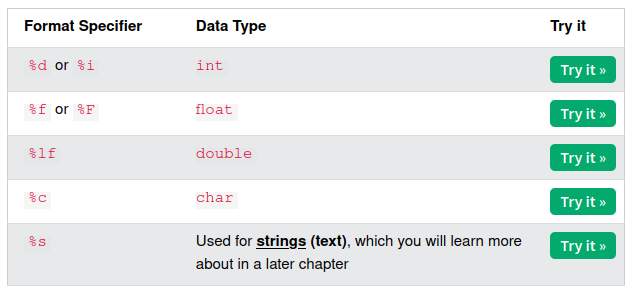 Format Specifier Data Type Try it
%d or %i int Try it »
%f or %F float Try it »
%lf double Try it »
%c char Try it »
%s Used for strings (text), which you will learn more Try it »
about in a later chapter